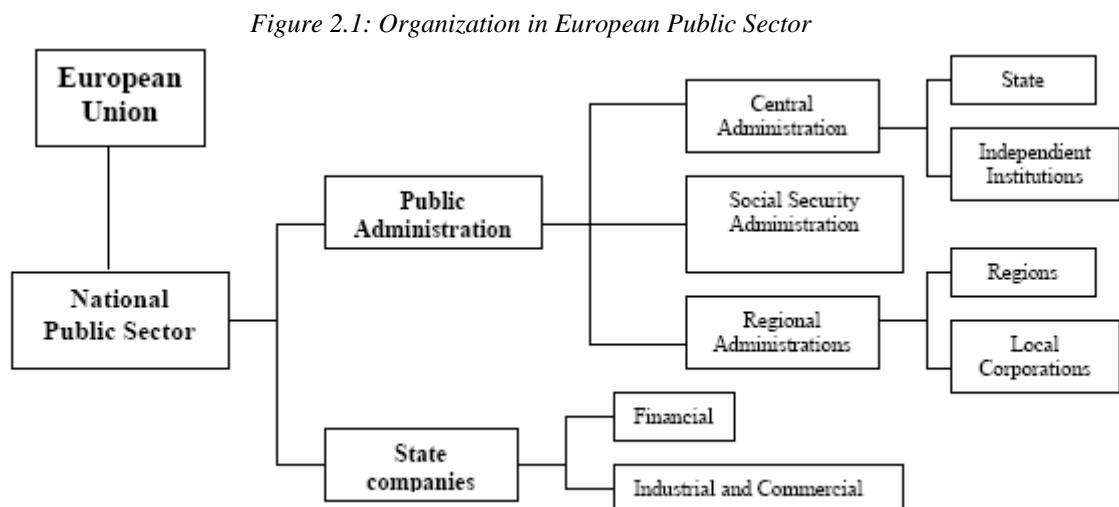 Figure 2.1: Organization in European Public Sector
European
Union
National
Public Sector
Public
Administration
State
companies
Central
Administration
Social Security
Administration
Regional
Administrations
Financial
Industrial and Commercial
State
Independient
Institutions
Regions
Local
Corporations